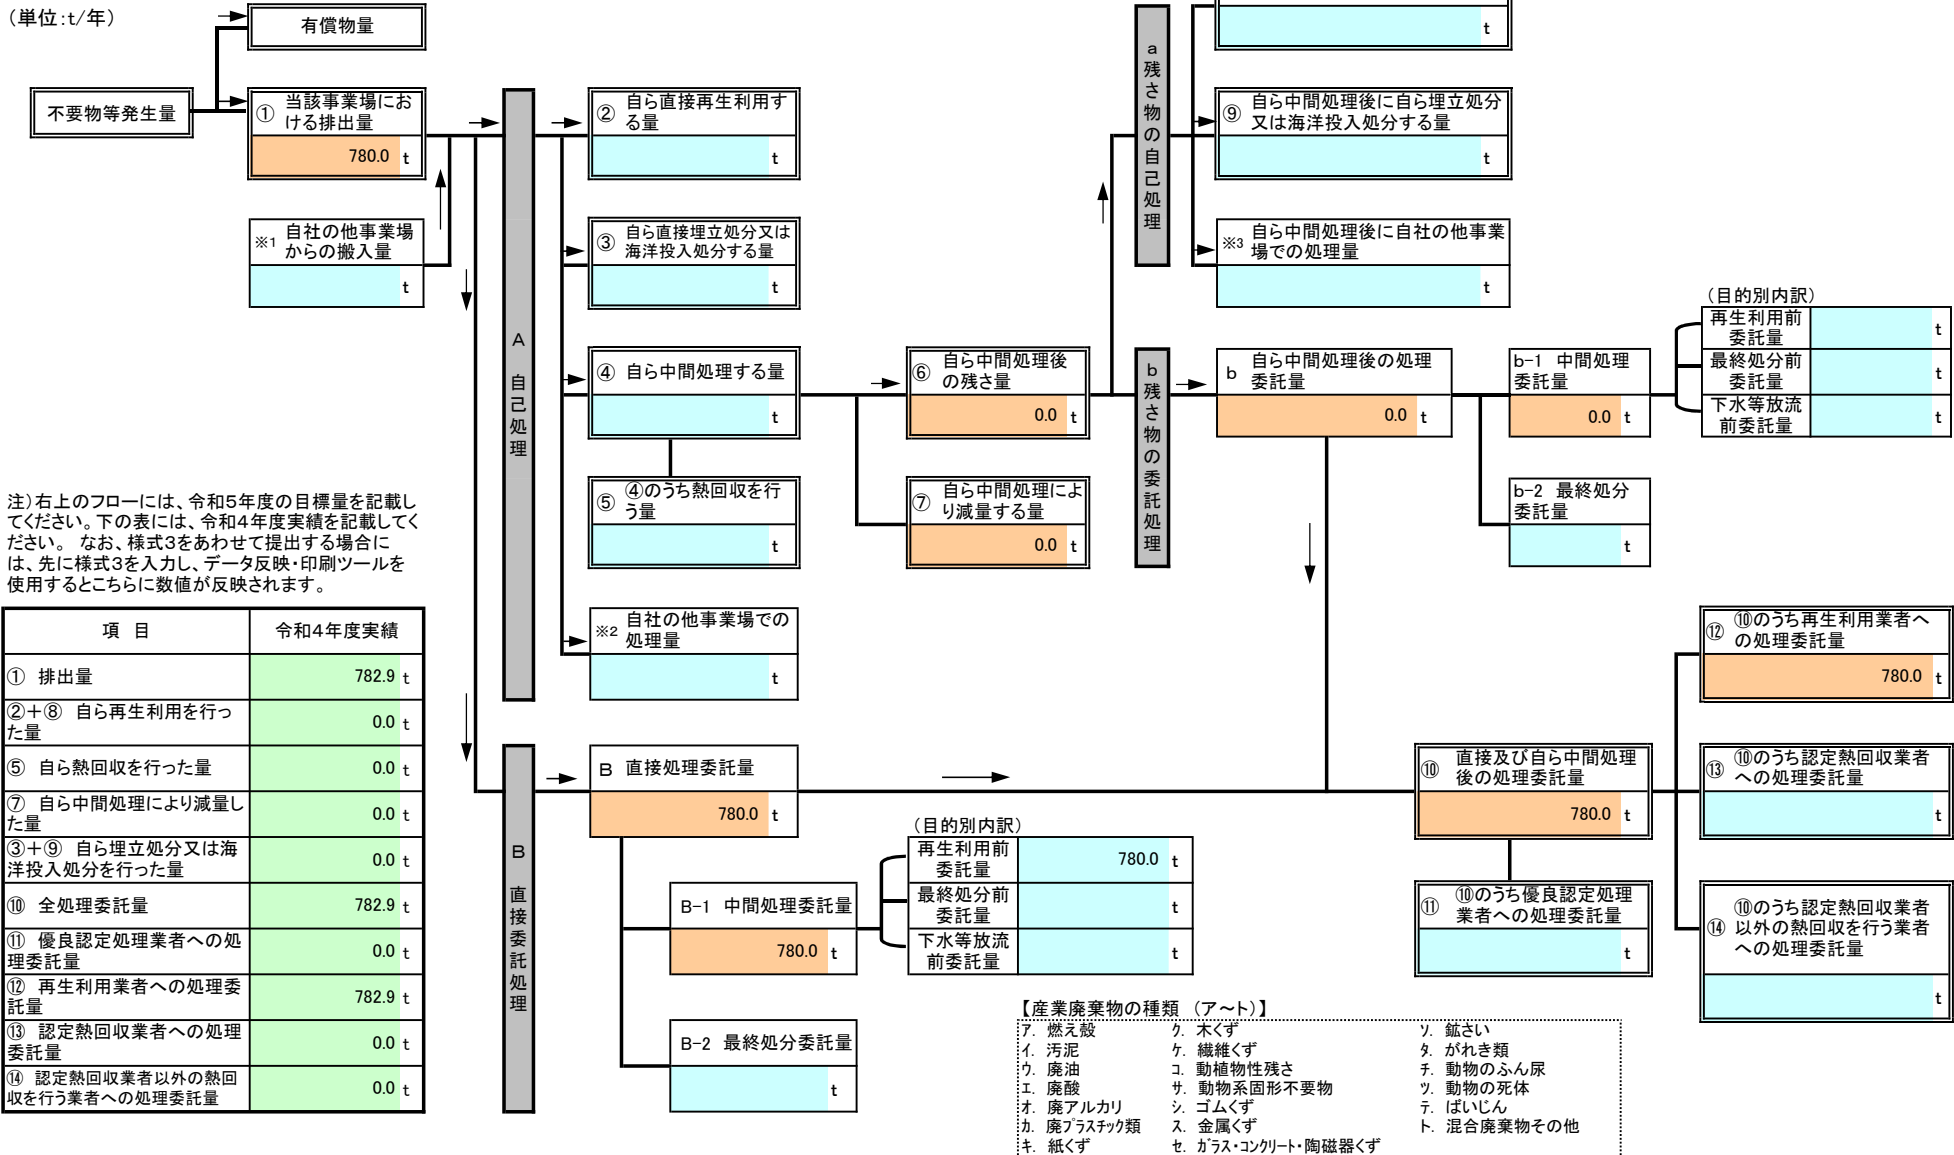 （単位：t/年）
有償物量
不要物等発生量
① 当該事業場にお
ける排出量
780.0 t
※1 自社の他事業場
からの搬入量
t
A 自己処理
② 自ら直接再生利用す
る量
t
③ 自ら直接埋立処分又は
海洋投入処分する量
t
④ 自ら中間処理する量
t
⑤ ④のうち熱回収を行
う量
t
※2 自社の他事業場での
処理量
t
⑥ 自ら中間処理後
の残さ量
0.0 t
⑦ 自ら中間処理によ
り減量する量
0.0 t
a 残さ物の自己処理
t
⑨ 自ら中間処理後に自ら埋立処分
又は海洋投入処分する量
t
※3 自ら中間処理後に自社の他事業
場での処理量
t
b 残さ物の委託処理
b 自ら中間処理後の処理
委託量
0.0 t
b-1 中間処理
委託量
0.0 t
b-2 最終処分
委託量
t
（目的別内訳）
再生利用前
委託量
t
最終処分前
委託量
t
下水等放流
前委託量
t
注）右上のフローには、令和５年度の目標量を記載し
てください。下の表には、令和４年度実績を記載してく
ださい。 なお、様式３をあわせて提出する場合に
は、先に様式３を入力し、データ反映・印刷ツールを
使用するとこちらに数値が反映されます。
項 目 令和４年度実績
① 排出量 782.9 t
②＋⑧ 自ら再生利用を行っ
た量 0.0 t
⑤ 自ら熱回収を行った量 0.0 t
⑦ 自ら中間処理により減量し
た量 0.0 t
③＋⑨ 自ら埋立処分又は海
洋投入処分を行った量 0.0 t
⑩ 全処理委託量 782.9 t
⑪ 優良認定処理業者への処
理委託量 0.0 t
⑫ 再生利用業者への処理委
託量 782.9 t
⑬ 認定熱回収業者への処理
委託量 0.0 t
⑭ 認定熱回収業者以外の熱回
収を行う業者への処理委託量 0.0 t
B 直接委託処理
B 直接処理委託量
780.0 t
B-1 中間処理委託量
780.0 t
B-2 最終処分委託量
t
（目的別内訳）
再生利用前
委託量
780.0 t
最終処分前
委託量
t
下水等放流
前委託量
t
⑩ 直接及び自ら中間処理
後の処理委託量
780.0 t
⑪ ⑩のうち優良認定処理
業者への処理委託量
t
⑫ ⑩のうち再生利用業者へ
の処理委託量
780.0 t
⑬ ⑩のうち認定熱回収業者
への処理委託量
t
⑭ ⑩のうち認定熱回収業者
以外の熱回収を行う業者
への処理委託量
t
【産業廃棄物の種類 （ア～ト）】
ア. 燃え殻 ク. 木くず ソ. 鉱さい
イ. 汚泥 ケ. 繊維くず タ. がれき類
ウ. 廃油 コ. 動植物性残さ チ. 動物のふん尿
エ. 廃酸 サ. 動物系固形不要物 ツ. 動物の死体
オ. 廃アルカリ シ. ゴムくず テ. ばいじん
カ. 廃プラスチック類 ス. 金属くず ト. 混合廃棄物その他
キ. 紙くず セ. ガラス・コンクリート・陶磁器くず